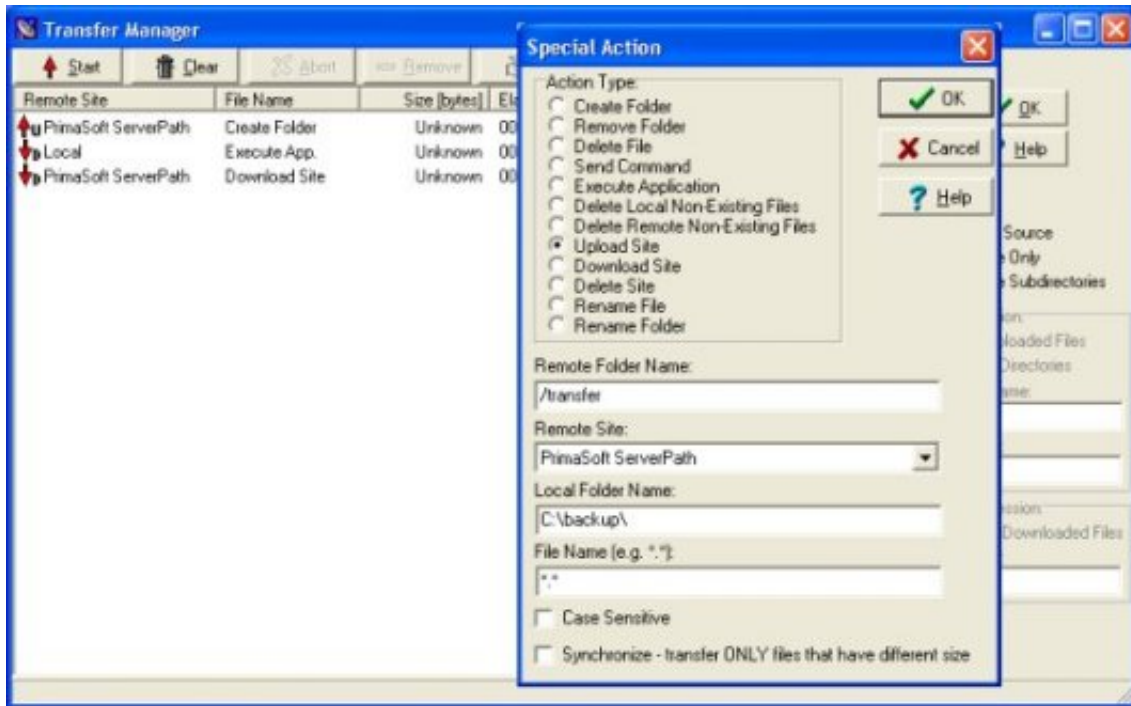 Transfer Manager
Start Clear Abort Remove
Remote Site File Name Size [bytes]
PrimaSoft ServerPath Create Folder Unknown 00
Local Execute App. Unknown 00
PrimaSoft ServerPath Download Site Unknown 00
Special Action
Action Type:
Create Folder
Remove Folder
Delete File
Send Command
Execute Application
Delete Local Non-Existing Files
Delete Remote Non-Existing Files
Upload Site
Download Site
Delete Site
Rename File
Rename Folder
OK
Cancel
Help
Remote Folder Name:
/transfer
Remote Site:
PrimaSoft ServerPath
Local Folder Name:
C:\backup\
File Name (e.g. *.*):
*.*
Case Sensitive
Synchronize - transfer ONLY files that have different size
OK
Help
Source
Only
Subdirectories
loaded Files
Directories
ame:
ession
Downloaded Files